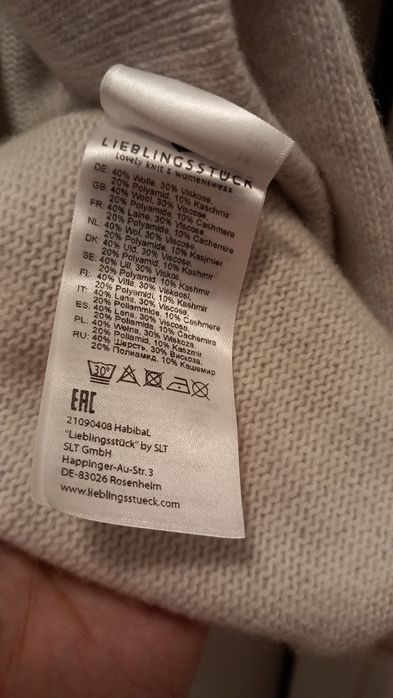 LIEBLINGSSTÜCK
Lovely knit & womenswear
DE: 40% Wolle, 30% Viskose,
20% Polyamid, 10% Kaschmir
GB: 40% Wool, 30% Viscose,
20% Polyamide, 10% Cashmere
FR: 40% Laine, 30% Viscose,
20% Polyamide, 10% Cachemire
NL: 40% Wol, 30% Viscose,
20% Polyamide, 10% Kasjmier
DK: 40% Uld, 30% Viscose,
20% Polyamid, 10% Kashmir
SE: 40% Ull, 30% Viskos,
20% Polyamid, 10% Kashmir
FI: 40% Villa, 30% Viskoosi,
20% Polyamidi, 10% Kashmir
IT: 40% Lana, 30% Viscosa,
20% Poliammide, 10% Cashmere
ES: 40% Lana, 30% Viscosa,
20% Poliamida, 10% Cachemira
PL: 40% Wełna, 30% Wiskoza,
20% Poliamid, 10% Kaszmir
RU: 40% Шерсть, 30% Вискоза,
20% Полиамид, 10% Кашемир
30°
EAC
21090408 HabibaL
"Lieblingsstück" by SLT
SLT GmbH
Happinger-Au-Str.3
DE-83026 Rosenheim
www.lieblingsstueck.com